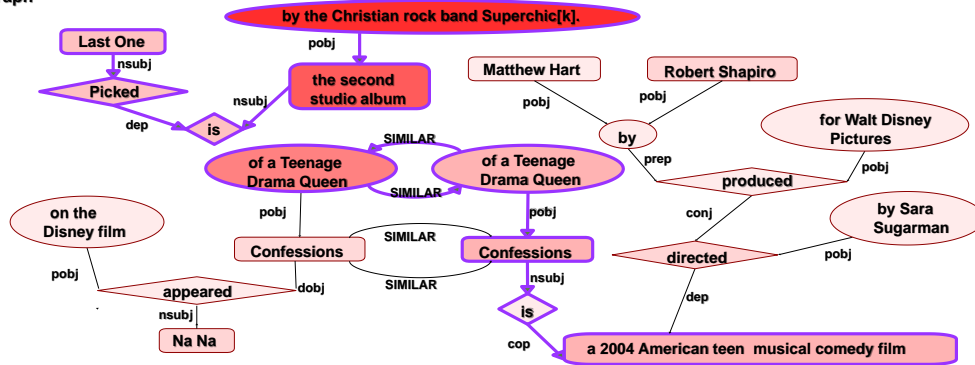 by the Christian rock band Superchic[k].
Last One
pobj
nsubj
Matthew Hart
Robert Shapiro
the second
studio album
Picked
nsubj
pobj
pobj
for Walt Disney
Pictures
dep
is
by
SIMILAR
of a Teenage
Drama Queen
of a Teenage
Drama Queen
prep
pobj
produced
SIMILAR
on the
Disney film
pobj
pobj
conj
by Sara
Sugarman
SIMILAR
Confessions
Confessions
directed
pobj
pobj
SIMILAR
nsubj
appeared
dobj
dep
nsubj
is
Na Na
cop
a 2004 American teen musical comedy film